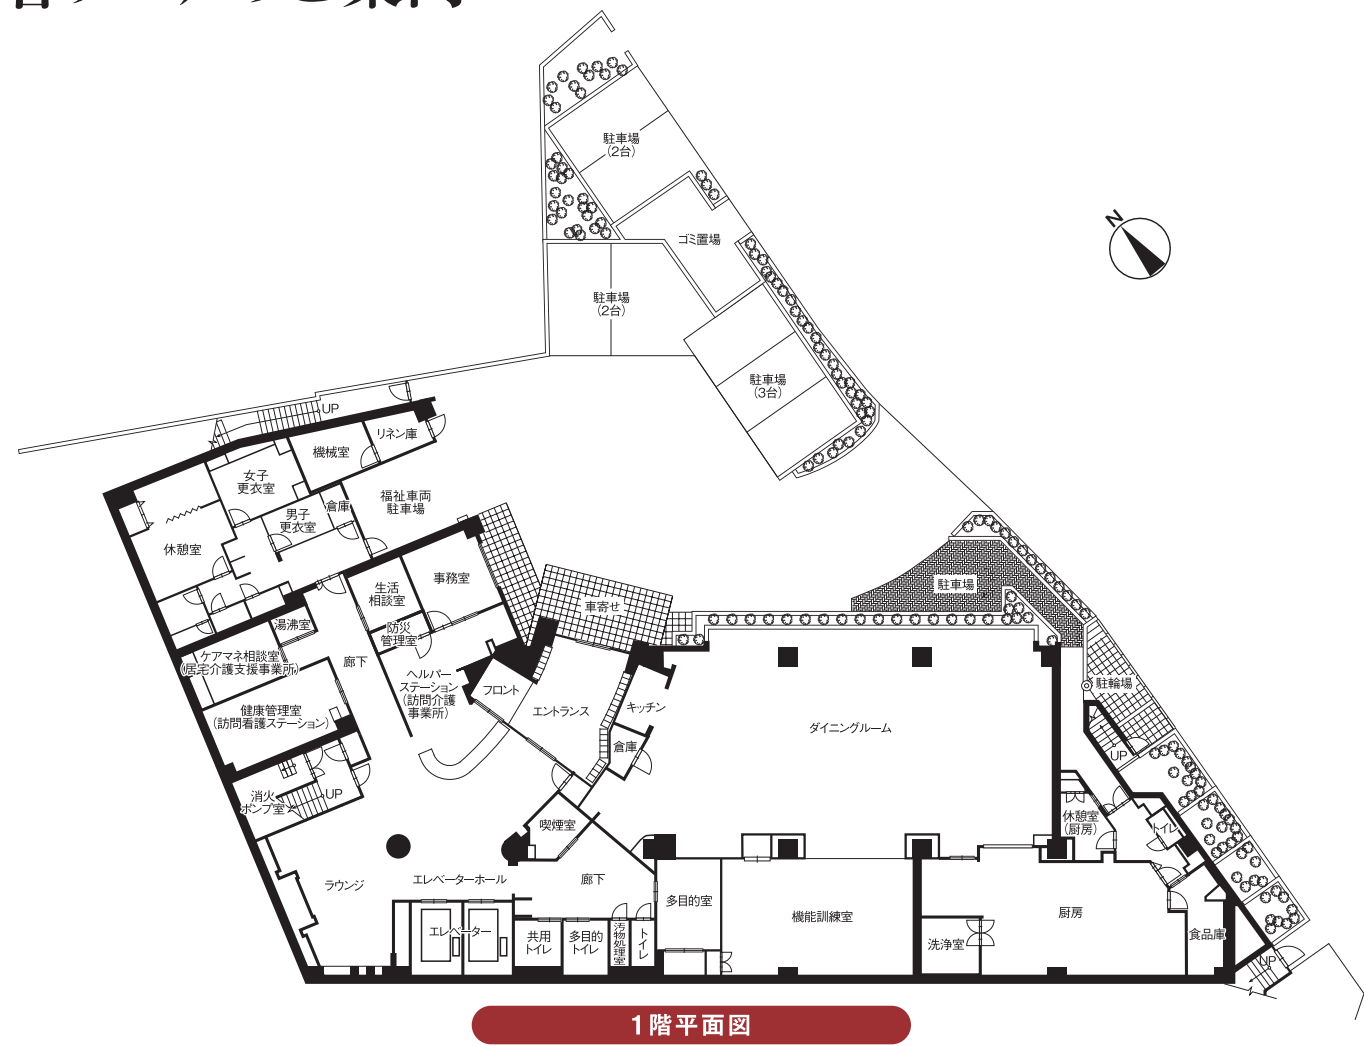 駐車場
(2台)
ゴミ置場
N
駐車場
(2台)
駐車場
(3台)
UP
リネン庫
機械室
女子
更衣室
倉庫
男子
更衣室
福祉車両
駐車場
休憩室
事務室
生活
相談室
駐車場
車寄せ
湯沸室
防災
管理室
ケアマネ相談室
(居宅介護支援事業所)
廊下
ヘルパー
ステーション
(訪問介護
事業所)
フロント
駐輪場
健康管理室
(訪問看護ステーション)
エントランス
キッチン
ダイニングルーム
倉庫
UP
消火
ポンプ室
UP
喫煙室
休憩室
(厨房)
トイレ
ラウンジ
エレベーターホール
廊下
多目的室
機能訓練室
厨房
エレベーター
共用
トイレ
多目的
トイレ
汚物処理室
トイレ
洗浄室
食品庫
UP
1階平面図